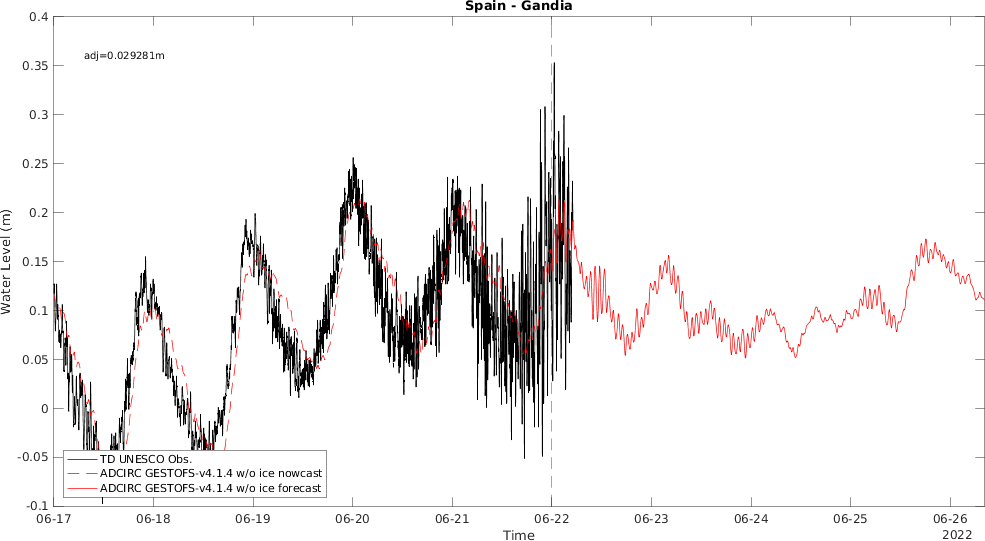 Spain - Gandia
adj=0.029281m
Water Level (m)
0.4
0.35
0.3
0.25
0.2
0.15
0.1
0.05
0
-0.05
-0.1
TD UNESCO Obs.
ADCIRC GESTOFS-v4.1.4 w/o ice nowcast
ADCIRC GESTOFS-v4.1.4 w/o ice forecast
06-17 06-18 06-19 06-20 06-21 06-22 06-23 06-24 06-25 06-26
Time
2022